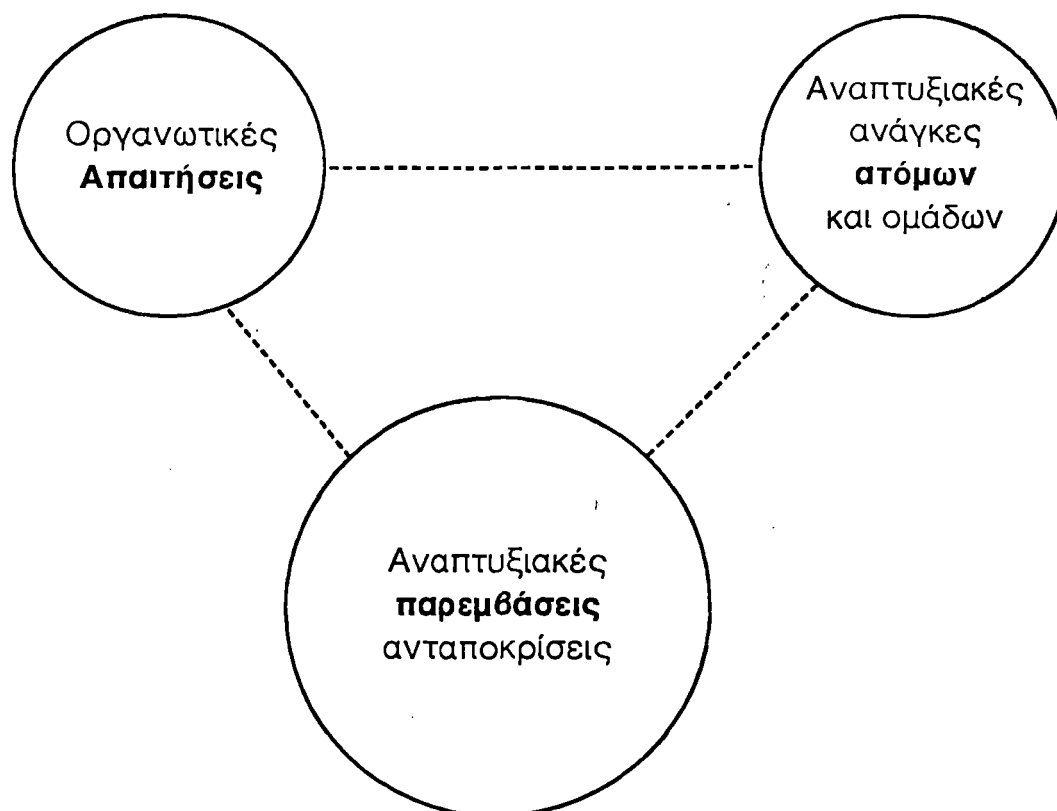 Οργανωτικές
Απαιτήσεις
Αναπτυξιακές
ανάγκες
ατόμων
και ομάδων
Αναπτυξιακές
παρεμβάσεις
ανταποκρίσεις